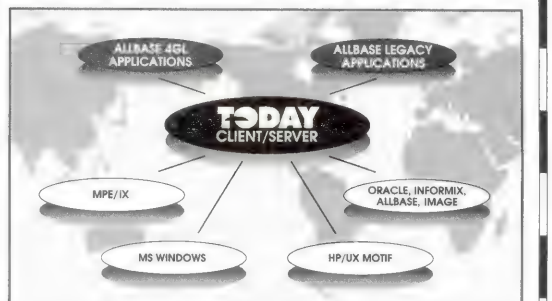 ALLBASE 4GL
APPLICATIONS
ALLBASE LEGACY
APPLICATIONS
TODAY
CLIENT/SERVER
MPE/IX
ORACLE, INFORMIX,
ALLBASE, IMAGE
MS WINDOWS
HP/UX MOTIF